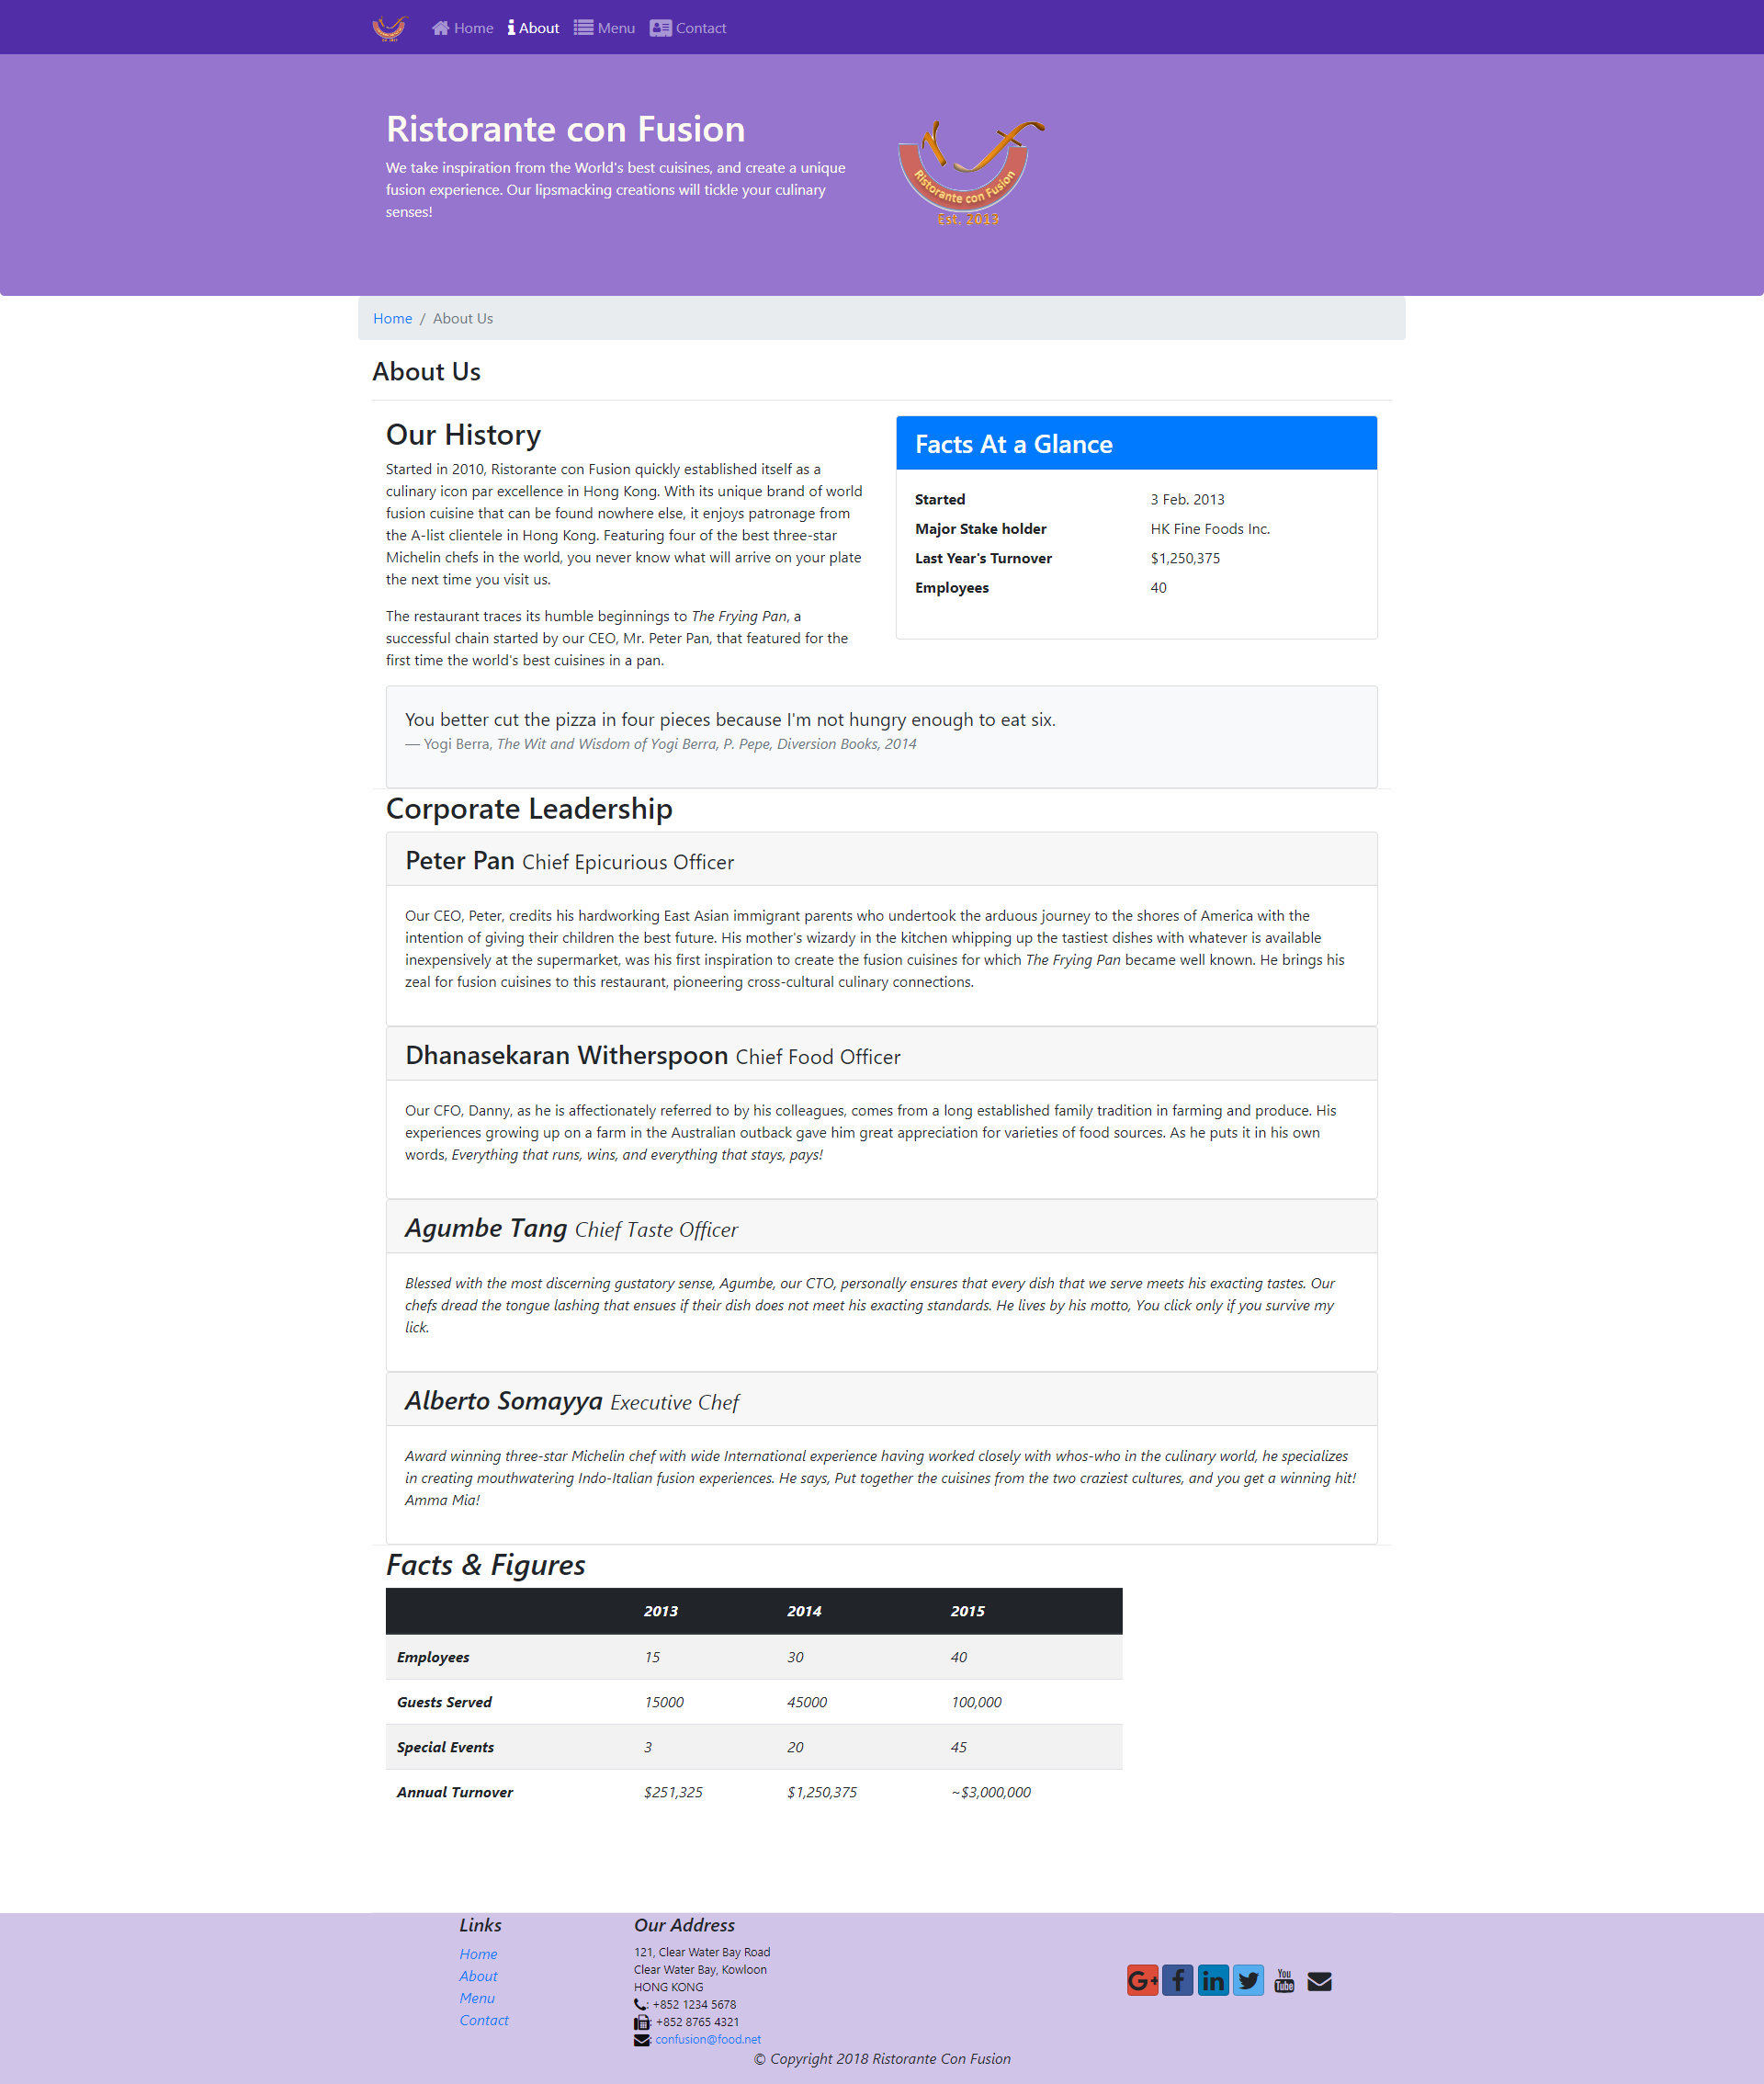 Home About Menu Contact
Ristorante con Fusion
We take inspiration from the World's best cuisines, and create a unique
fusion experience. Our lipsmacking creations will tickle your culinary
senses!
Ristorante con Fusion
Est. 2019
Home / About Us
About Us
Our History
Started in 2010, Ristorante con Fusion quickly established itself as a
culinary icon par excellence in Hong Kong. With its unique brand of world
fusion cuisine that can be found nowhere else, it enjoys patronage from
the A-list clientele in Hong Kong. Featuring four of the best three-star
Michelin chefs in the world, you never know what will arrive on your plate
the next time you visit us.
The restaurant traces its humble beginnings to The Frying Pan, a
successful chain started by our CEO, Mr. Peter Pan, that featured for the
first time the world's best cuisines in a pan.
Facts At a Glance
Started 3 Feb. 2013
Major Stake holder HK Fine Foods Inc.
Last Year's Turnover $1,250,375
Employees 40
You better cut the pizza in four pieces because I'm not hungry enough to eat six.
— Yogi Berra, The Wit and Wisdom of Yogi Berra, P. Pepe, Diversion Books, 2014
Corporate Leadership
Peter Pan Chief Epicurious Officer
Our CEO, Peter, credits his hardworking East Asian immigrant parents who undertook the arduous journey to the shores of America with the
intention of giving their children the best future. His mother's wizardy in the kitchen whipping up the tastiest dishes with whatever is available
inexpensively at the supermarket, was his first inspiration to create the fusion cuisines for which The Frying Pan became well known. He brings his
zeal for fusion cuisines to this restaurant, pioneering cross-cultural culinary connections.
Dhanasekaran Witherspoon Chief Food Officer
Our CFO, Danny, as he is affectionately referred to by his colleagues, comes from a long established family tradition in farming and produce. His
experiences growing up on a farm in the Australian outback gave him great appreciation for varieties of food sources. As he puts it in his own
words, Everything that runs, wins, and everything that stays, pays!
Agumbe Tang Chief Taste Officer
Blessed with the most discerning gustatory sense, Agumbe, our CTO, personally ensures that every dish that we serve meets his exacting tastes. Our
chefs dread the tongue lashing that ensues if their dish does not meet his exacting standards. He lives by his motto, You click only if you survive my
lick.
Alberto Somayya Executive Chef
Award winning three-star Michelin chef with wide International experience having worked closely with whos-who in the culinary world, he specializes
in creating mouthwatering Indo-Italian fusion experiences. He says, Put together the cuisines from the two craziest cultures, and you get a winning hit!
Amma Mia!
Facts & Figures
2013 2014 2015
Employees 15 30 40
Guests Served 15000 45000 100,000
Special Events 3 20 45
Annual Turnover $251,325 $1,250,375 ~$3,000,000
Links
Home
About
Menu
Contact
Our Address
121, Clear Water Bay Road
Clear Water Bay, Kowloon
HONG KONG
: +852 1234 5678
: +852 8765 4321
: confusion@food.net
G+ f in You Tube
© Copyright 2018 Ristorante Con Fusion